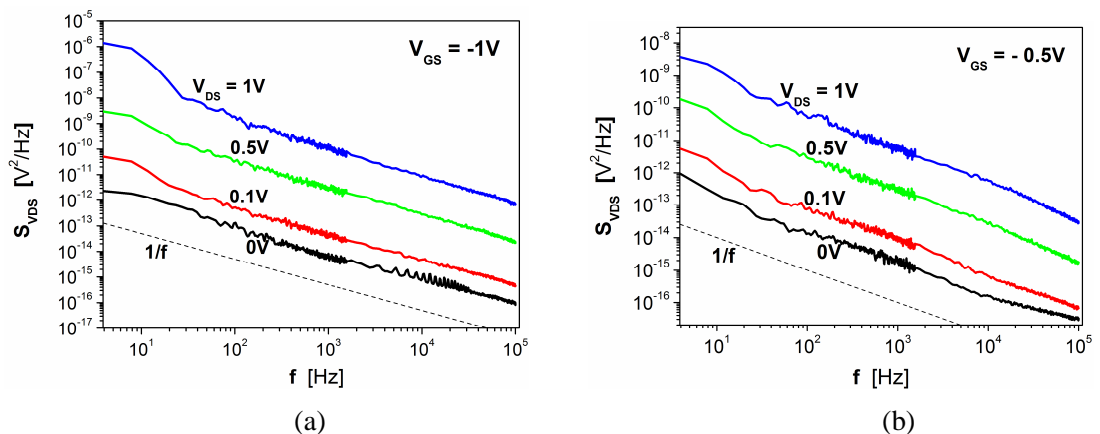 10^-5
10^-6
10^-7
10^-8
10^-9
10^-10
10^-11
10^-12
10^-13
10^-14
10^-15
10^-16
10^-17
S_VDS [V^2/Hz]
V_GS = -1V
V_DS = 1V
0.5V
0.1V
0V
1/f
10^1 10^2 10^3 10^4 10^5
f [Hz]
(a)
10^-8
10^-9
10^-10
10^-11
10^-12
10^-13
10^-14
10^-15
10^-16
S_VDS [V^2/Hz]
V_GS = - 0.5V
V_DS = 1V
0.5V
0.1V
0V
1/f
10^1 10^2 10^3 10^4 10^5
f [Hz]
(b)